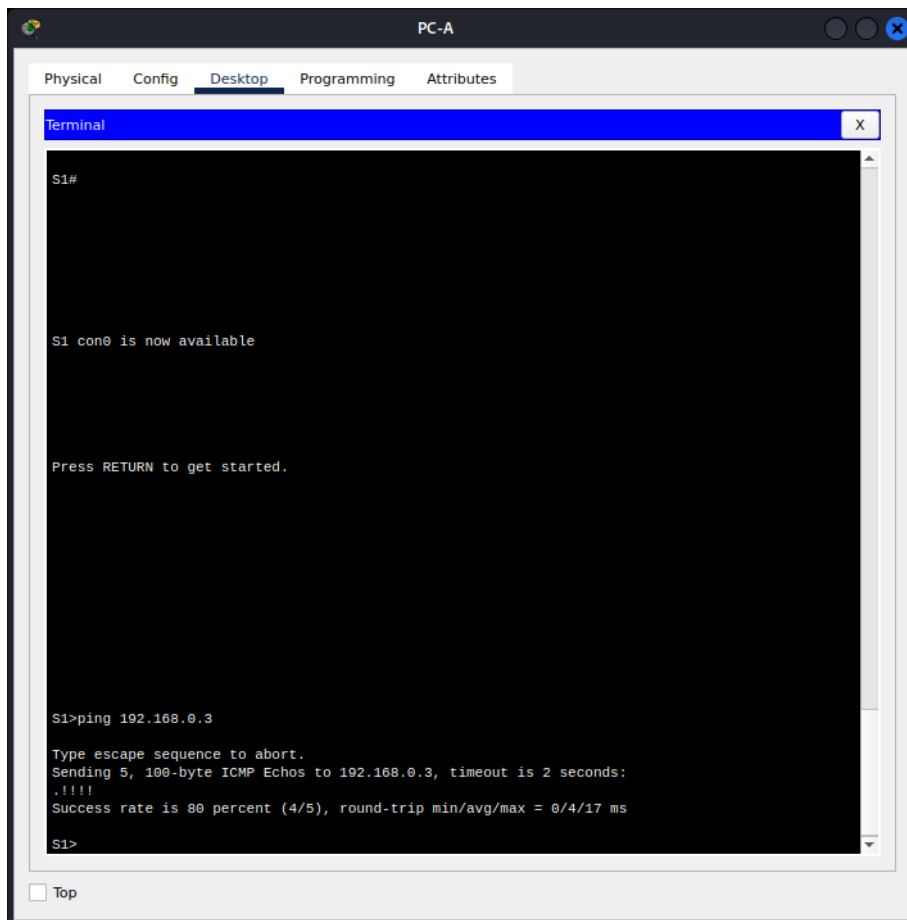 PC-A
Physical Config Desktop Programming Attributes
Terminal X
S1#
S1 con0 is now available
Press RETURN to get started.
S1>ping 192.168.0.3
Type escape sequence to abort.
Sending 5, 100-byte ICMP Echos to 192.168.0.3, timeout is 2 seconds:
.!!!!
Success rate is 80 percent (4/5), round-trip min/avg/max = 0/4/17 ms
S1>
Top